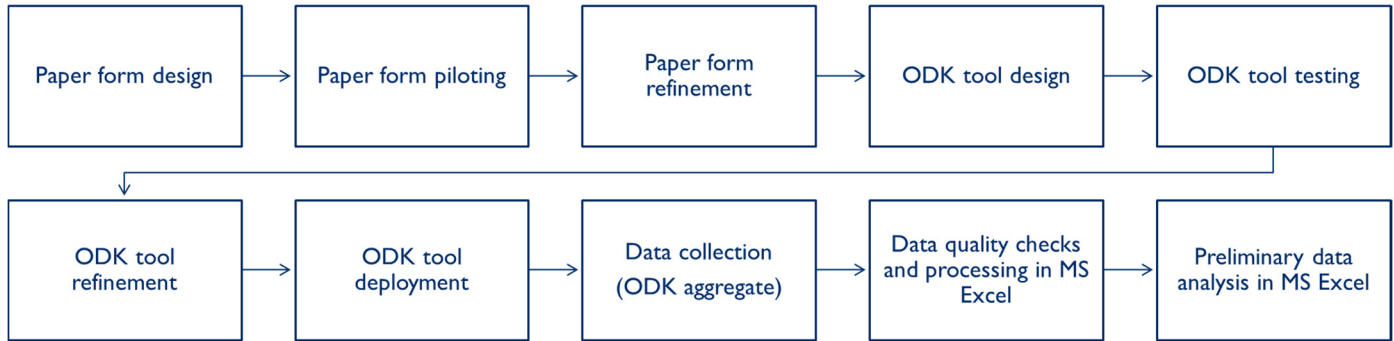 Paper form design
Paper form piloting
Paper form
refinement
ODK tool design
ODK tool testing
ODK tool
refinement
ODK tool
deployment
Data collection
(ODK aggregate)
Data quality checks
and processing in MS
Excel
Preliminary data
analysis in MS Excel